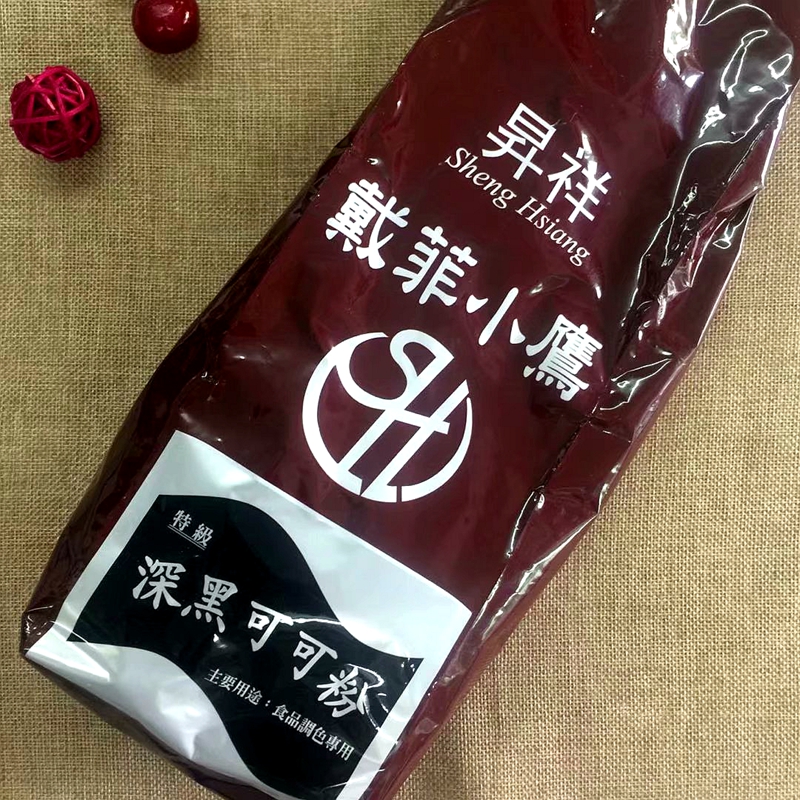 昇祥
Sheng Hsiang
戴菲小鷹
SH
特級
深黑可可粉
主要用途：食品調色專用